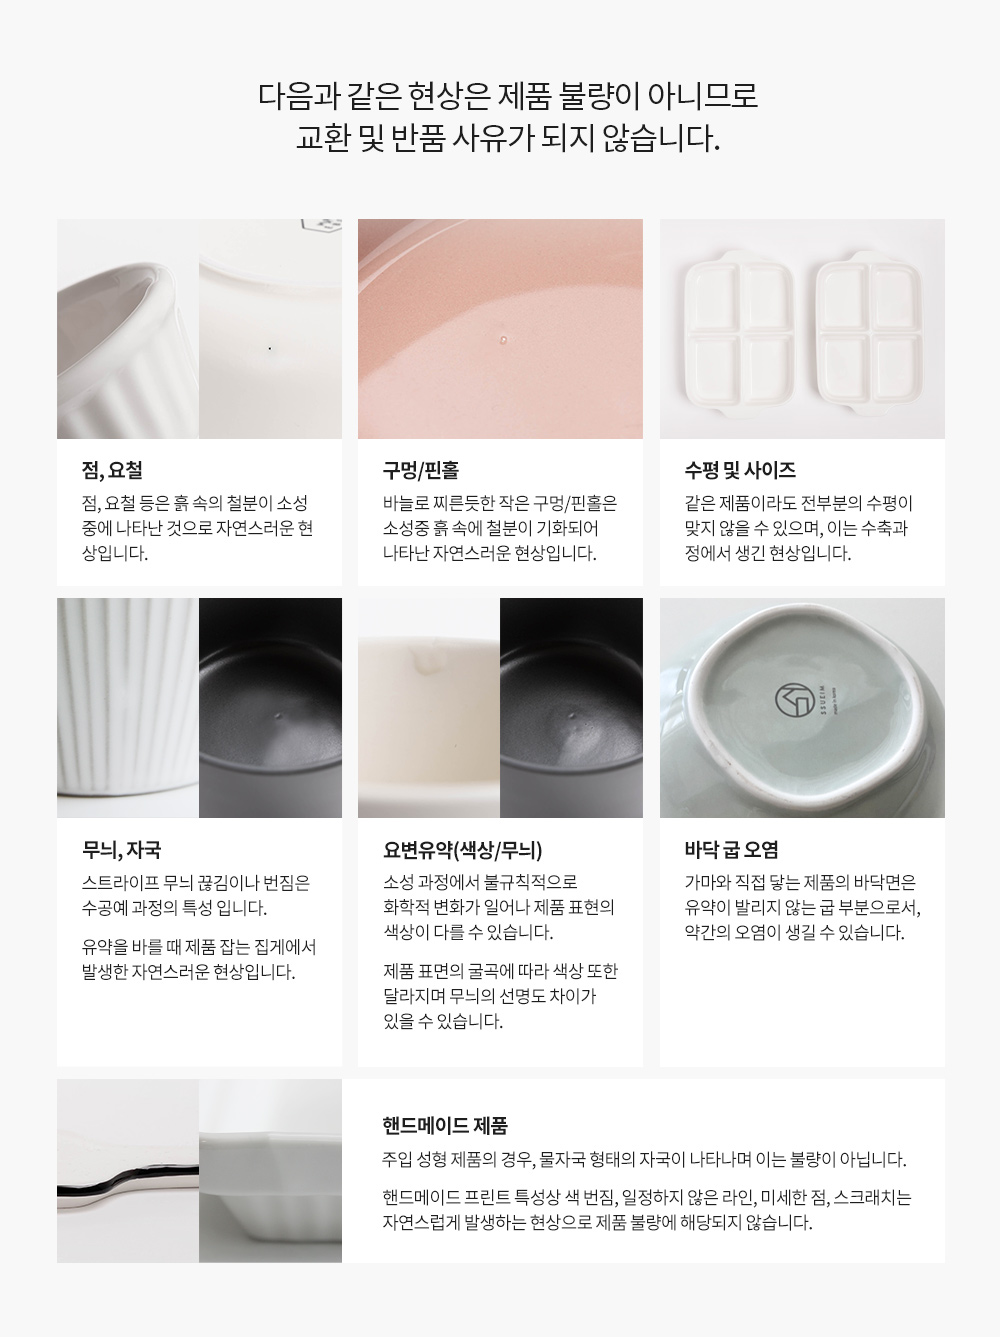 다음과 같은 현상은 제품 불량이 아니므로
교환 및 반품 사유가 되지 않습니다.
점, 요철
점, 요철 등은 흙 속의 철분이 소성
중에 나타난 것으로 자연스러운 현
상입니다.
구멍/핀홀
바늘로 찌른듯한 작은 구멍/핀홀은
소성중 흙 속에 철분이 기화되어
나타난 자연스러운 현상입니다.
수평 및 사이즈
같은 제품이라도 전부분의 수평이
맞지 않을 수 있으며, 이는 수축과
정에서 생긴 현상입니다.
SSUEIM
무늬, 자국
스트라이프 무늬 끊김이나 번짐은
수공예 과정의 특성 입니다.
유약을 바를 때 제품 잡는 집게에서
발생한 자연스러운 현상입니다.
요변유약(색상/무늬)
소성 과정에서 불규칙적으로
화학적 변화가 일어나 제품 표현의
색상이 다를 수 있습니다.
제품 표면의 굴곡에 따라 색상 또한
달라지며 무늬의 선명도 차이가
있을 수 있습니다.
바닥 굽 오염
가마와 직접 닿는 제품의 바닥면은
유약이 발리지 않는 굽 부분으로서,
약간의 오염이 생길 수 있습니다.
핸드메이드 제품
주입 성형 제품의 경우, 물자국 형태의 자국이 나타나며 이는 불량이 아닙니다.
핸드메이드 프린트 특성상 색 번짐, 일정하지 않은 라인, 미세한 점, 스크래치는
자연스럽게 발생하는 현상으로 제품 불량에 해당되지 않습니다.